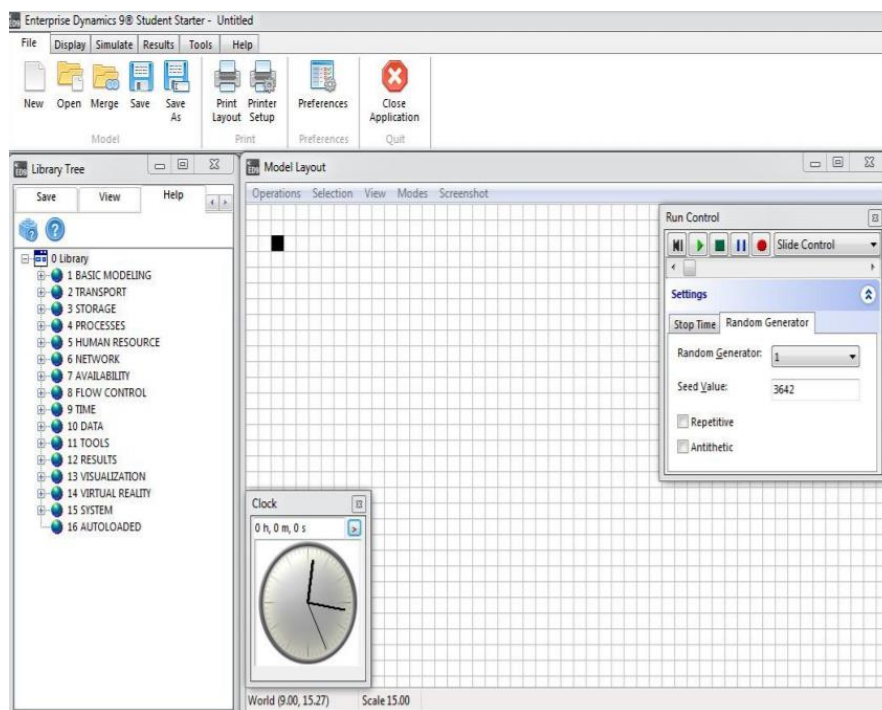 Enterprise Dynamics 9® Student Starter - Untitled
File Display Simulate Results Tools Help
New Open Merge Save Save As Print Layout Printer Setup Preferences Close Application
Model Print Preferences Quit
Library Tree
Save View Help
0 Library
1 BASIC MODELING
2 TRANSPORT
3 STORAGE
4 PROCESSES
5 HUMAN RESOURCE
6 NETWORK
7 AVAILABILITY
8 FLOW CONTROL
9 TIME
10 DATA
11 TOOLS
12 RESULTS
13 VISUALIZATION
14 VIRTUAL REALITY
15 SYSTEM
16 AUTOLOADED
Model Layout
Operations Selection View Modes Screenshot
Run Control
Slide Control
Settings
Stop Time Random Generator
Random Generator: 1
Seed Value: 3642
Repetitive
Antithetic
Clock
0 h, 0 m, 0 s
World (9.00, 15.27) Scale 15.00